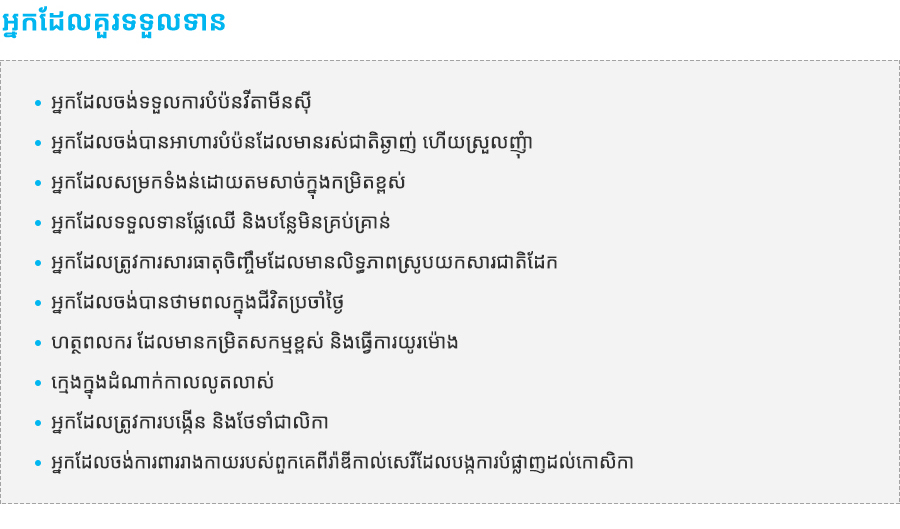 អ្នកដែលគួរទទួលទាន
អ្នកដែលចង់ទទួលការបំប៉នវីតាមីនស៊ី
អ្នកដែលចង់បានអាហារបំប៉នដែលមានរស់ជាតិឆ្ងាញ់ ហើយស្រួលញ៉ុំា
អ្នកដែលសម្រកទំងន់ដោយតមសាច់ក្នុងកម្រិតខ្ពស់
អ្នកដែលទទួលទានផ្លែឈើ និងបន្លែមិនគ្រប់គ្រាន់
អ្នកដែលត្រូវការសារធាតុចិញ្ចឹមដែលមានលិទ្ធភាពស្រូបយកសារជាតិដែក
អ្នកដែលចង់បានថាមពលក្នុងជីវិតប្រចាំថ្ងៃ
ហត្ថពលករ ដែលមានកម្រិតសកម្មខ្ពស់ និងធ្វើការយូរម៉ោង
ក្មេងក្នុងដំណាក់កាលលូតលាស់
អ្នកដែលត្រូវការបង្កើន និងថែទាំជាលិកា
អ្នកដែលចង់ការពាររាងកាយរបស់ពួកគេពីរ៉ាឌីកាល់សេរីដែលបង្កការបំផ្លាញដល់កោសិកា